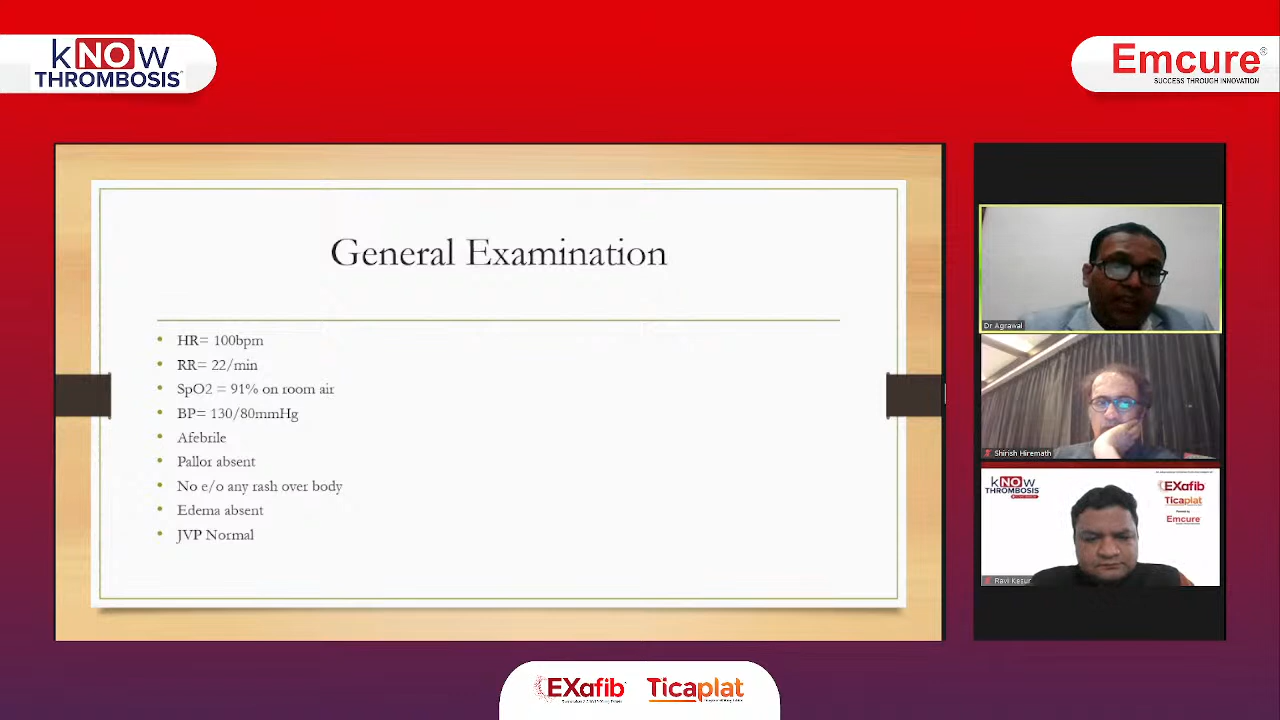 kNOw
THROMBOSIS
Emcure®
SUCCESS THROUGH INNOVATION
General Examination
• HR= 100bpm
• RR= 22/min
• SpO2 = 91% on room air
• BP= 130/80mmHg
• Afebrile
• Pallor absent
• No e/o any rash over body
• Edema absent
• JVP Normal
Dr Agrawal
Shirish Hiremath
kNOw
THROMBOSIS
EXafib
Ticaplat
Emcure
Ravi Kesur
EXafib
Ticaplat